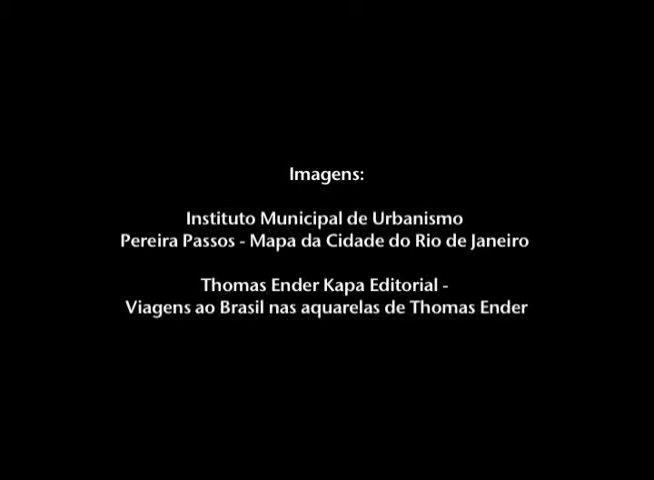 Imagens:
Instituto Municipal de Urbanismo
Pereira Passos - Mapa da Cidade do Rio de Janeiro
Thomas Ender Kapa Editorial -
Viagens ao Brasil nas aquarelas de Thomas Ender